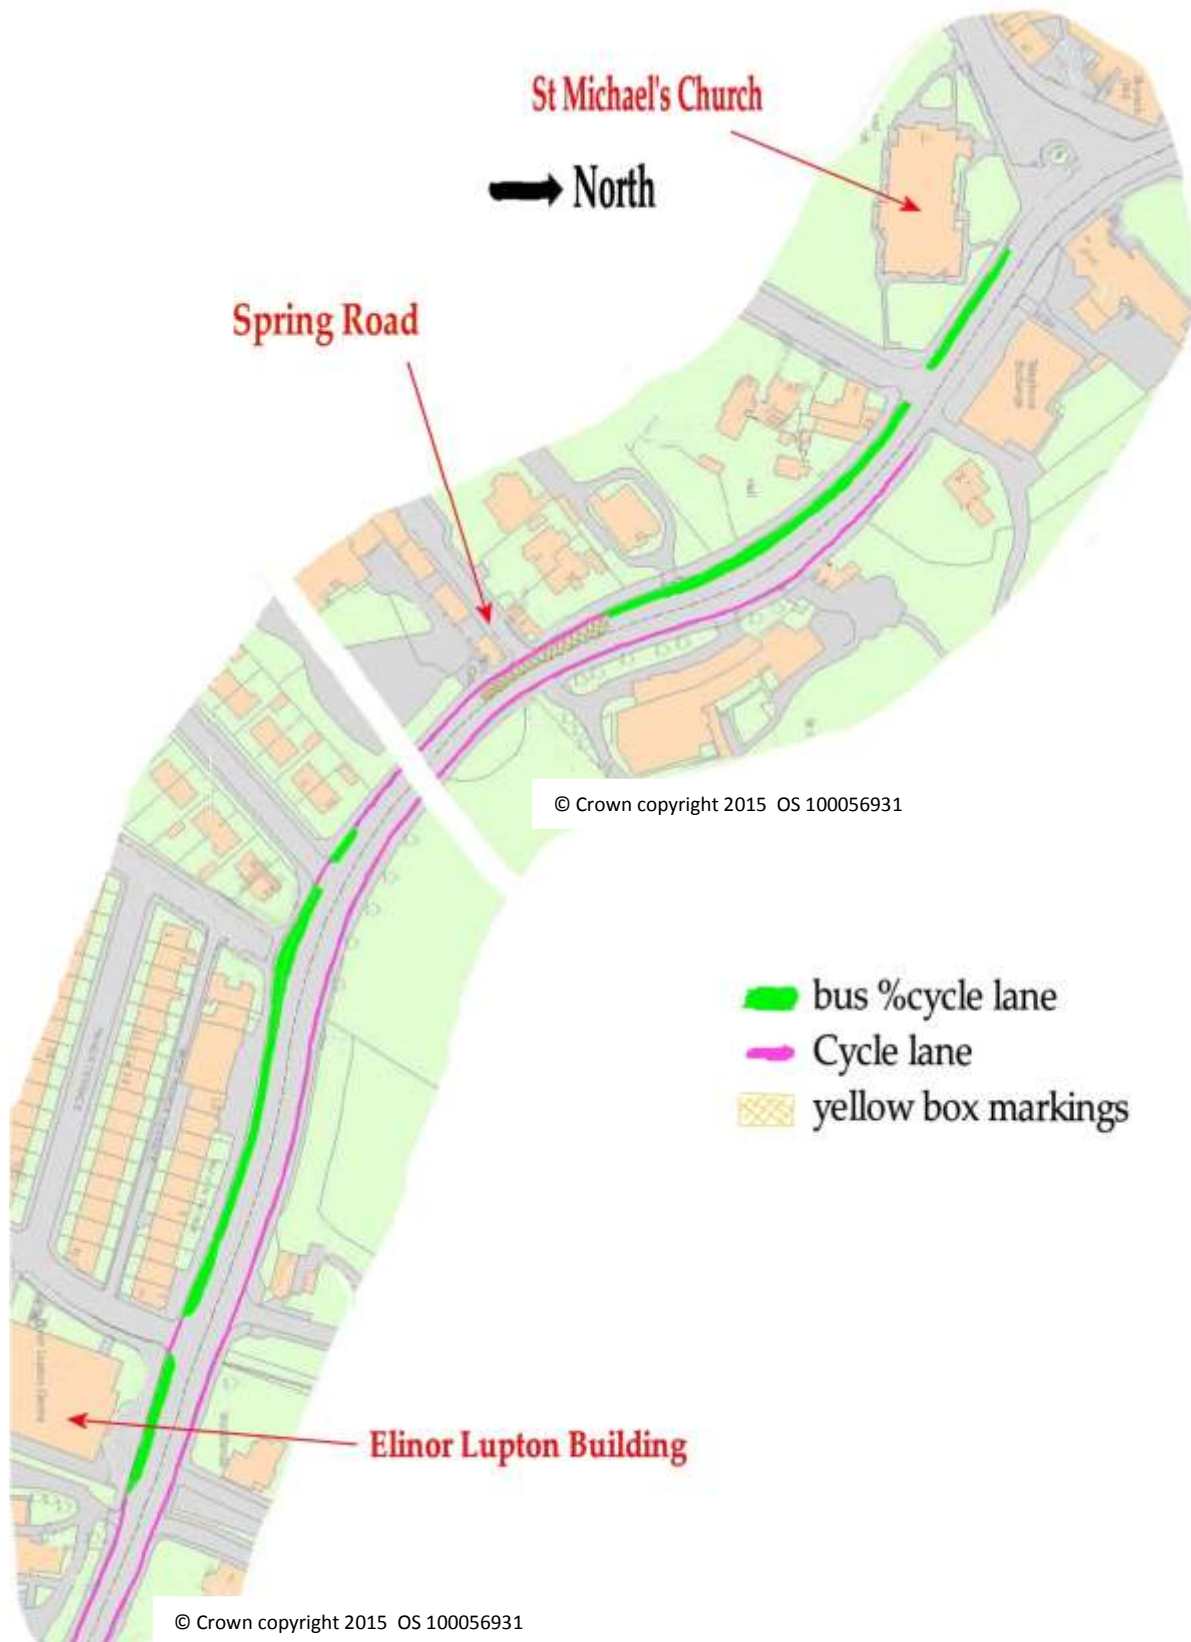 St Michael's Church
North
Spring Road
© Crown copyright 2015 OS 100056931
bus %cycle lane
Cycle lane
yellow box markings
Elinor Lupton Building
© Crown copyright 2015 OS 100056931